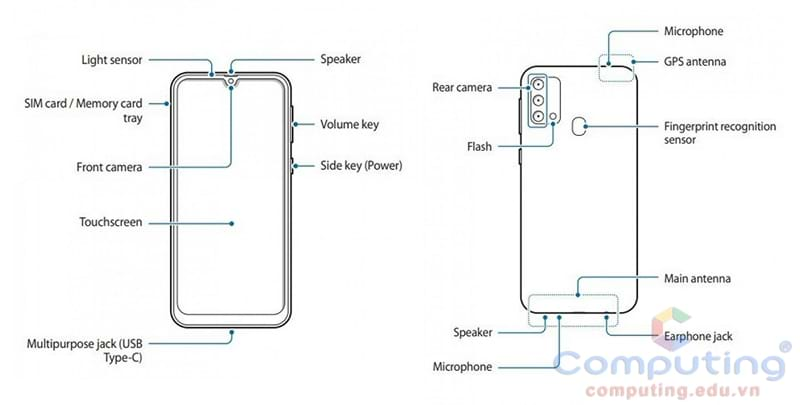 Light sensor
Speaker
SIM card / Memory card
tray
Volume key
Front camera
Side key (Power)
Touchscreen
Multipurpose jack (USB
Type-C)
Microphone
GPS antenna
Rear camera
Flash
Fingerprint recognition
sensor
Main antenna
Speaker
Earphone jack
Microphone
Computing®
computing.edu.vn